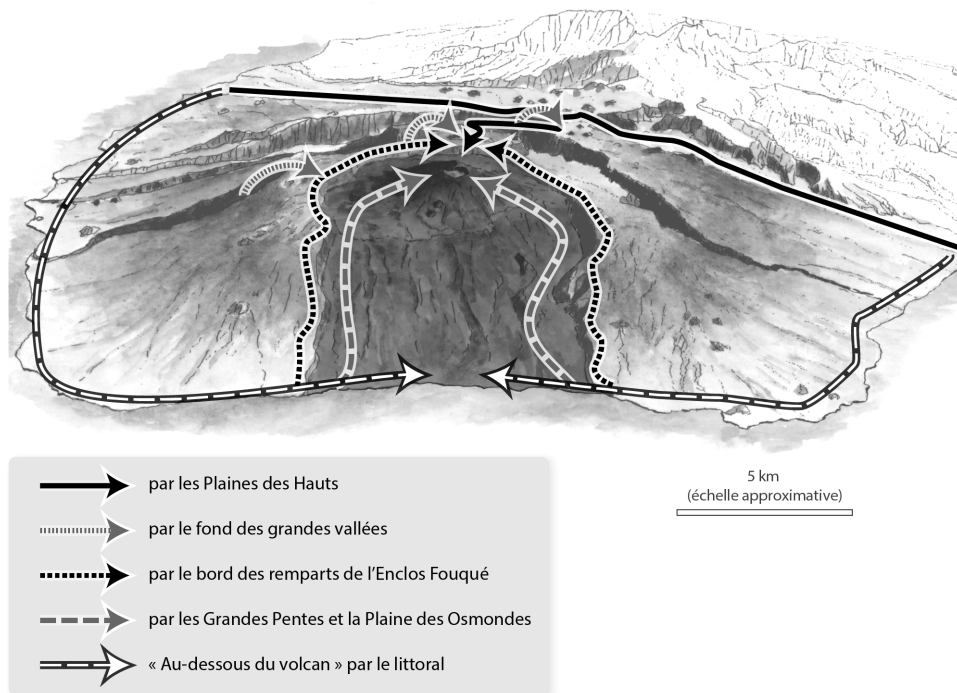 5 km
(échelle approximative)
par les Plaines des Hauts
par le fond des grandes vallées
par le bord des remparts de l'Enclos Fouqué
par les Grandes Pentes et la Plaine des Osmondes
« Au-dessous du volcan » par le littoral